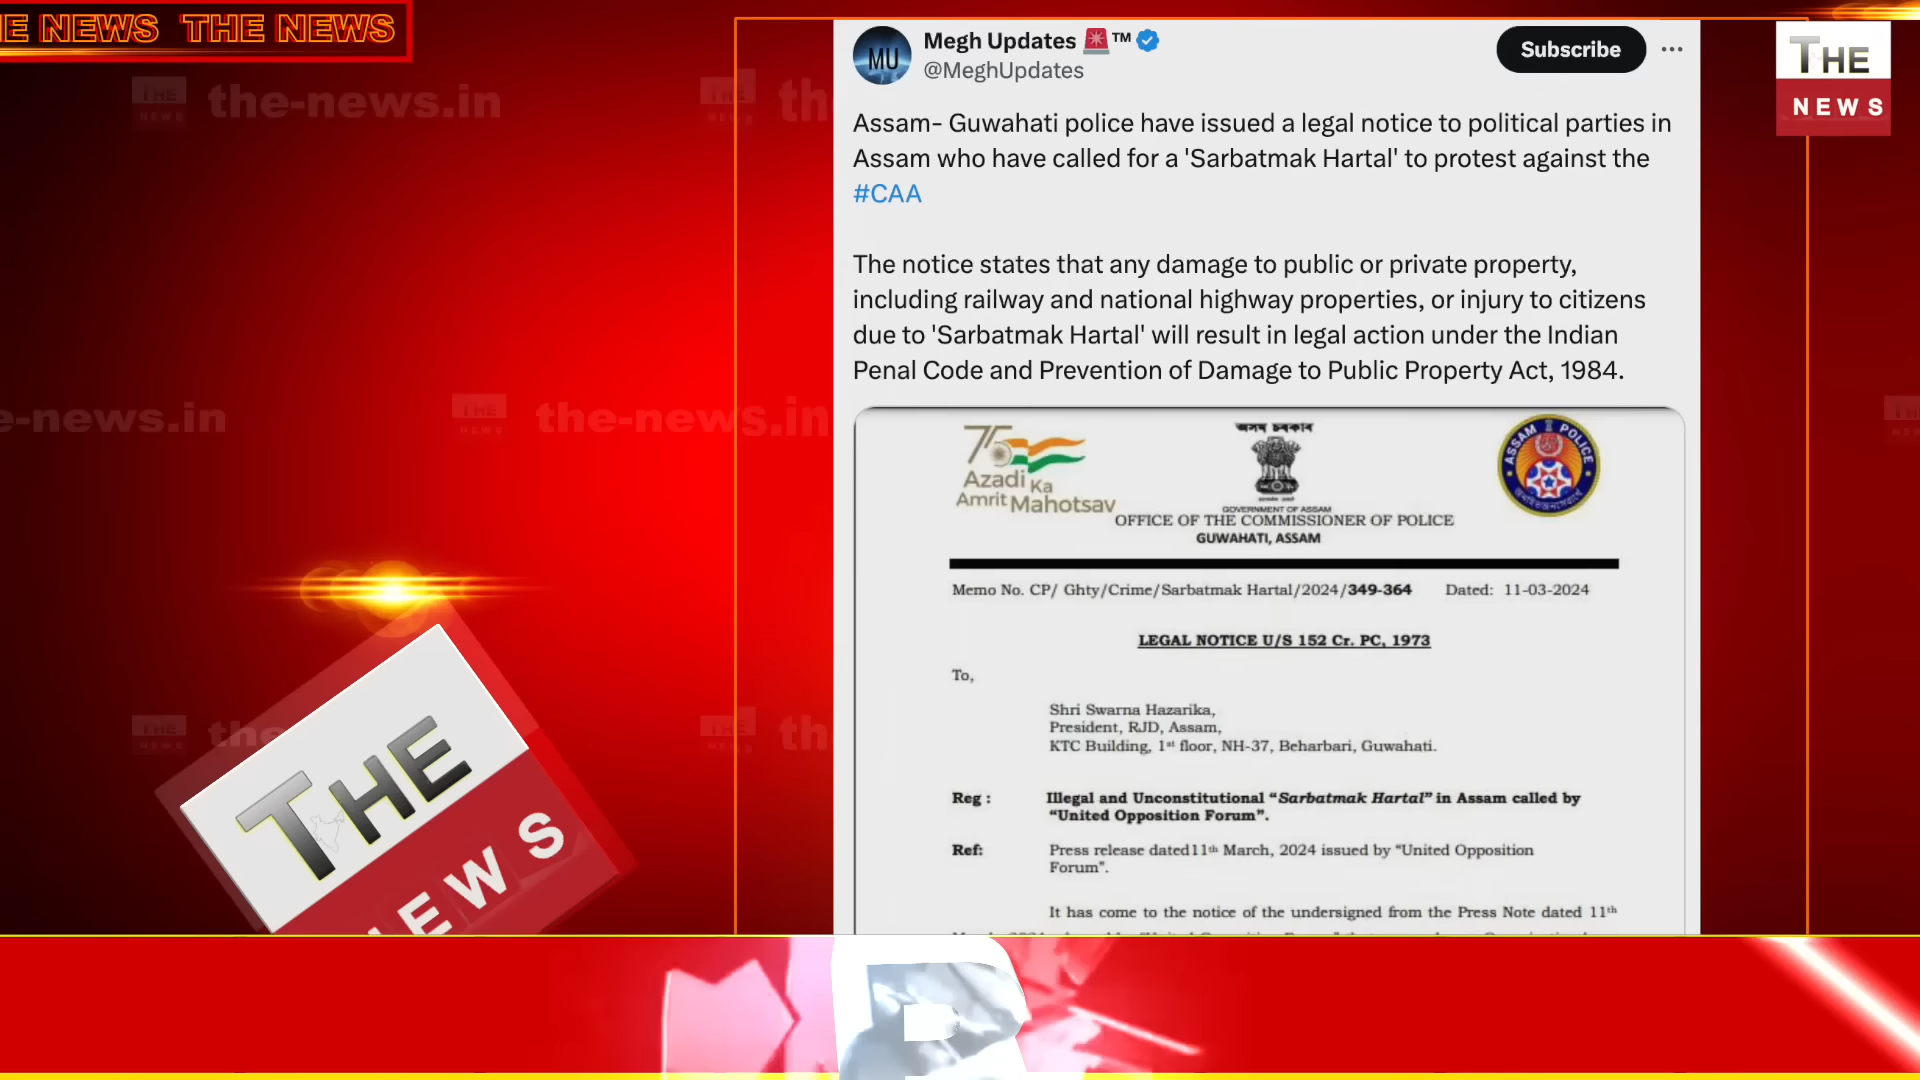 E NEWS THE NEWS
the-news.in
THE
NEWS
Megh Updates 🚨™
@MeghUpdates
Subscribe
MU
Assam- Guwahati police have issued a legal notice to political parties in
Assam who have called for a 'Sarbatmak Hartal' to protest against the
#CAA
The notice states that any damage to public or private property,
including railway and national highway properties, or injury to citizens
due to 'Sarbatmak Hartal' will result in legal action under the Indian
Penal Code and Prevention of Damage to Public Property Act, 1984.
75
Azadi Ka
Amrit Mahotsav
ASSAM POLICE
GOVERNMENT OF ASSAM
OFFICE OF THE COMMISSIONER OF POLICE
GUWAHATI, ASSAM
Memo No. CP/ Ghty/Crime/Sarbatmak Hartal/2024/349-364 Dated: 11-03-2024
LEGAL NOTICE U/S 152 Cr. PC, 1973
To,
Shri Swarna Hazarika,
President, RJD, Assam,
KTC Building, 1st floor, NH-37, Beharbari, Guwahati.
Reg : Illegal and Unconstitutional “Sarbatmak Hartal” in Assam called by
“United Opposition Forum”.
Ref: Press release dated11th March, 2024 issued by “United Opposition
Forum”.
It has come to the notice of the undersigned from the Press Note dated 11th
e-news.in
the-news.in
THE
NEWS